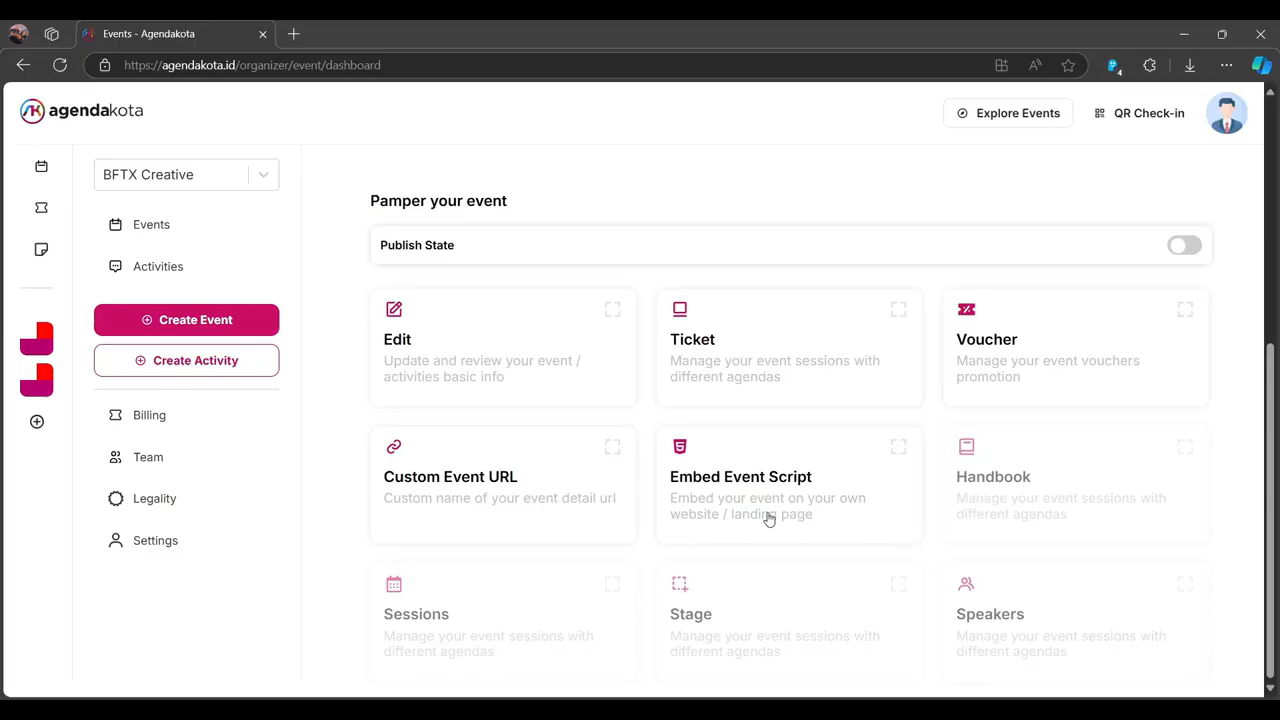 Events - Agendakota
https://agendakota.id/organizer/event/dashboard
4
agendakota
Explore Events
QR Check-in
BFTX Creative
Events
Activities
Create Event
Create Activity
Billing
Team
Legality
Settings
Pamper your event
Publish State
Edit
Update and review your event /
activities basic info
Ticket
Manage your event sessions with
different agendas
Voucher
Manage your event vouchers
promotion
Custom Event URL
Custom name of your event detail url
Embed Event Script
Embed your event on your own
website / landing page
Handbook
Manage your event sessions with
different agendas
Sessions
Manage your event sessions with
different agendas
Stage
Manage your event sessions with
different agendas
Speakers
Manage your event sessions with
different agendas